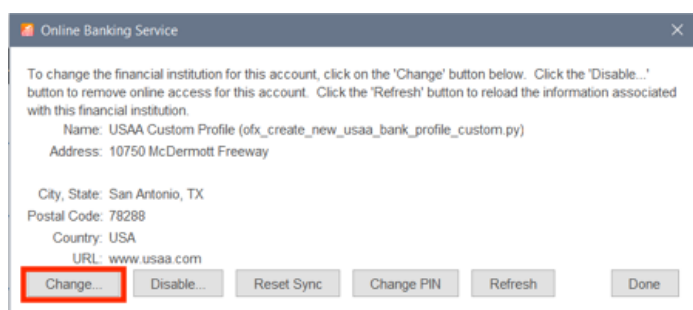 Online Banking Service
To change the financial institution for this account, click on the 'Change' button below. Click the 'Disable...'
button to remove online access for this account. Click the 'Refresh' button to reload the information associated
with this financial institution.
Name: USAA Custom Profile (ofx_create_new_usaa_bank_profile_custom.py)
Address: 10750 McDermott Freeway
City, State: San Antonio, TX
Postal Code: 78288
Country: USA
URL: www.usaa.com
Change... Disable... Reset Sync Change PIN Refresh Done